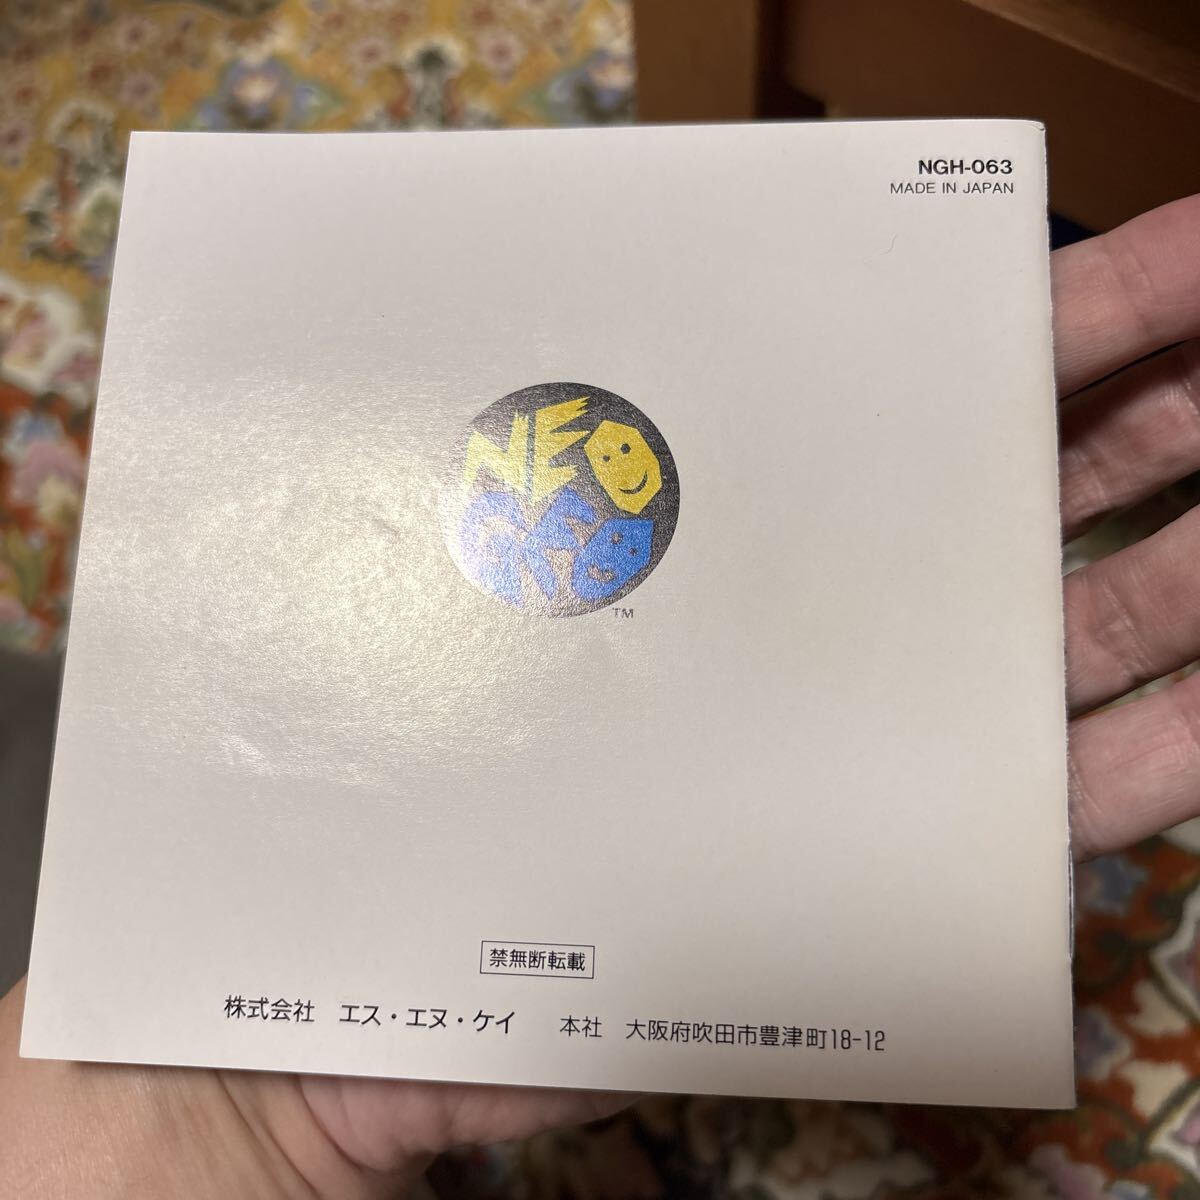 NGH-063
MADE IN JAPAN
NEO
GEO
TM
禁無断転載
株式会社 エス・エヌ・ケイ 本社 大阪府吹田市豊津町18-12